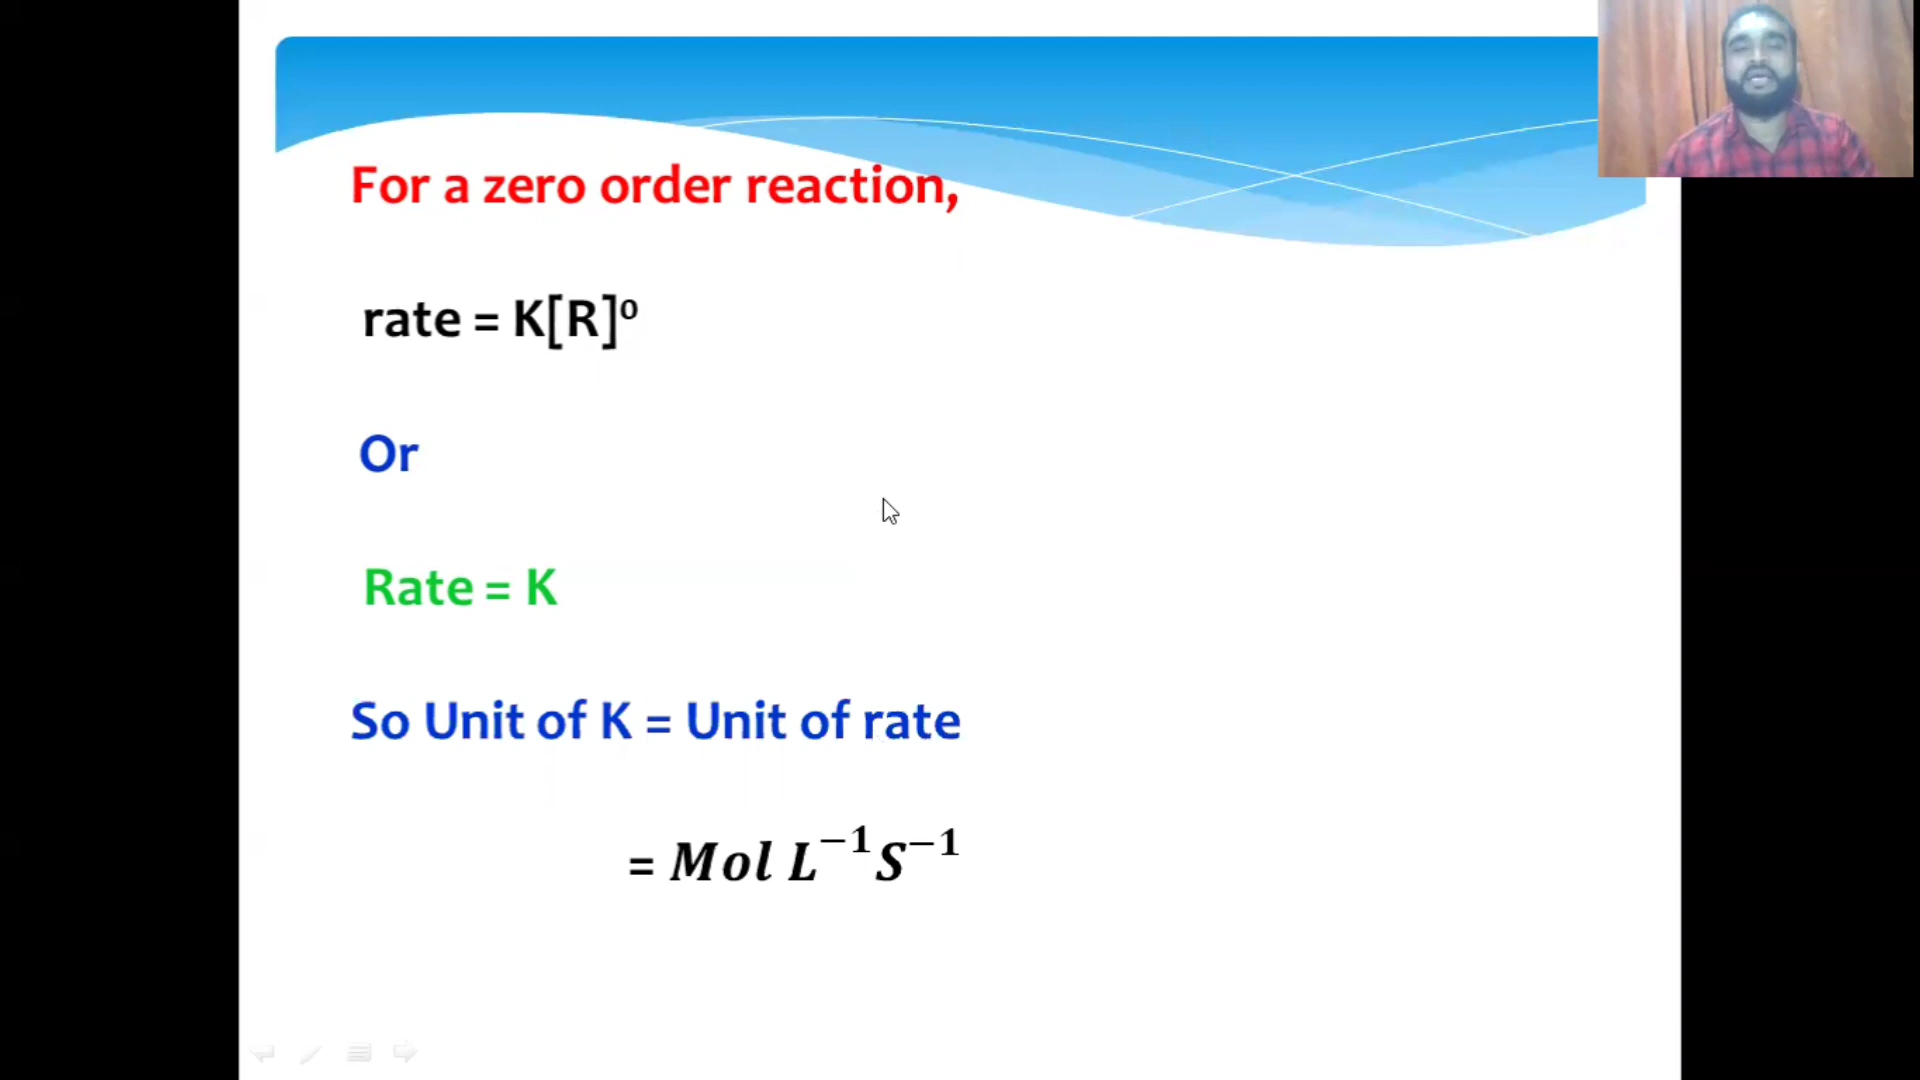 For a zero order reaction,
rate = K[R]⁰
Or
Rate = K
So Unit of K = Unit of rate
= Mol L⁻¹S⁻¹